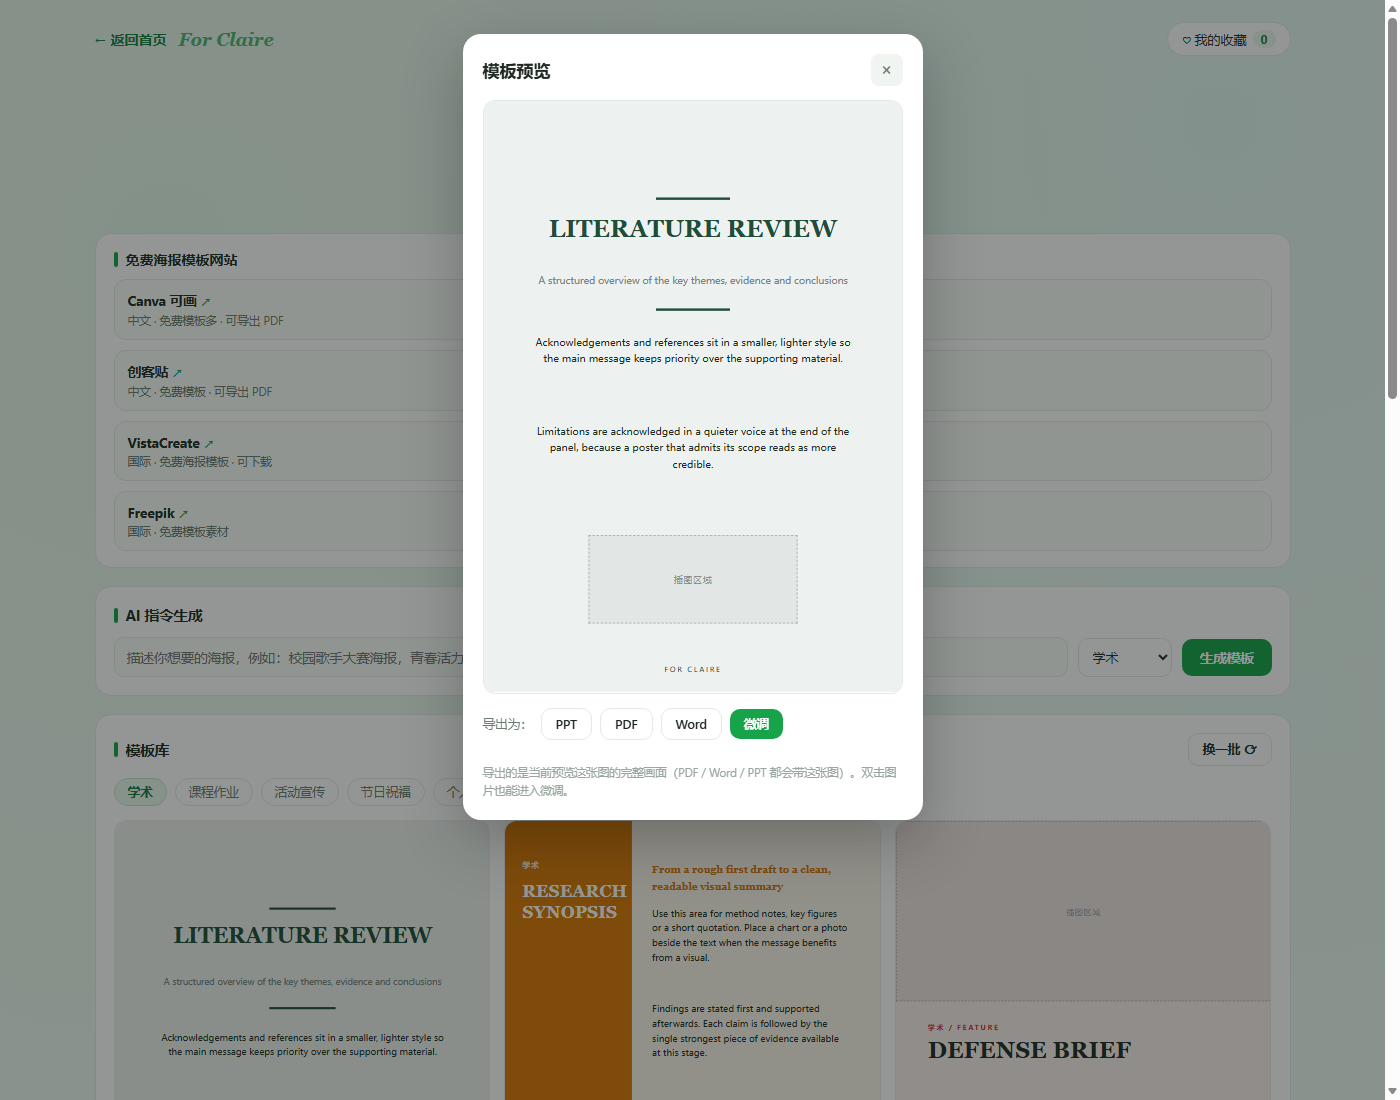 ← 返回首页 For Claire
♡ 我的收藏 0
模板预览
×
LITERATURE REVIEW
A structured overview of the key themes, evidence and conclusions
Acknowledgements and references sit in a smaller, lighter style so
the main message keeps priority over the supporting material.
Limitations are acknowledged in a quieter voice at the end of the
panel, because a poster that admits its scope reads as more
credible.
插图区域
FOR CLAIRE
导出为： PPT PDF Word 微调
导出的是当前预览这张图的完整画面（PDF / Word / PPT 都会带这张图）。双击图
片也能进入微调。
免费海报模板网站
Canva 可画 ↗
中文 · 免费模板多 · 可导出 PDF
创客贴 ↗
中文 · 免费模板 · 可导出 PDF
VistaCreate ↗
国际 · 免费海报模板 · 可下载
Freepik ↗
国际 · 免费模板素材
AI 指令生成
描述你想要的海报，例如：校园歌手大赛海报，青春活力
学术
生成模板
模板库
换一批 ⟳
学术 课程作业 活动宣传 节日祝福
LITERATURE REVIEW
A structured overview of the key themes, evidence and conclusions
Acknowledgements and references sit in a smaller, lighter style so
the main message keeps priority over the supporting material.
学术
RESEARCH
SYNOPSIS
From a rough first draft to a clean,
readable visual summary
Use this area for method notes, key figures
or a short quotation. Place a chart or a photo
beside the text when the message benefits
from a visual.
Findings are stated first and supported
afterwards. Each claim is followed by the
single strongest piece of evidence available
at this stage.
插图区域
学术 / FEATURE
DEFENSE BRIEF